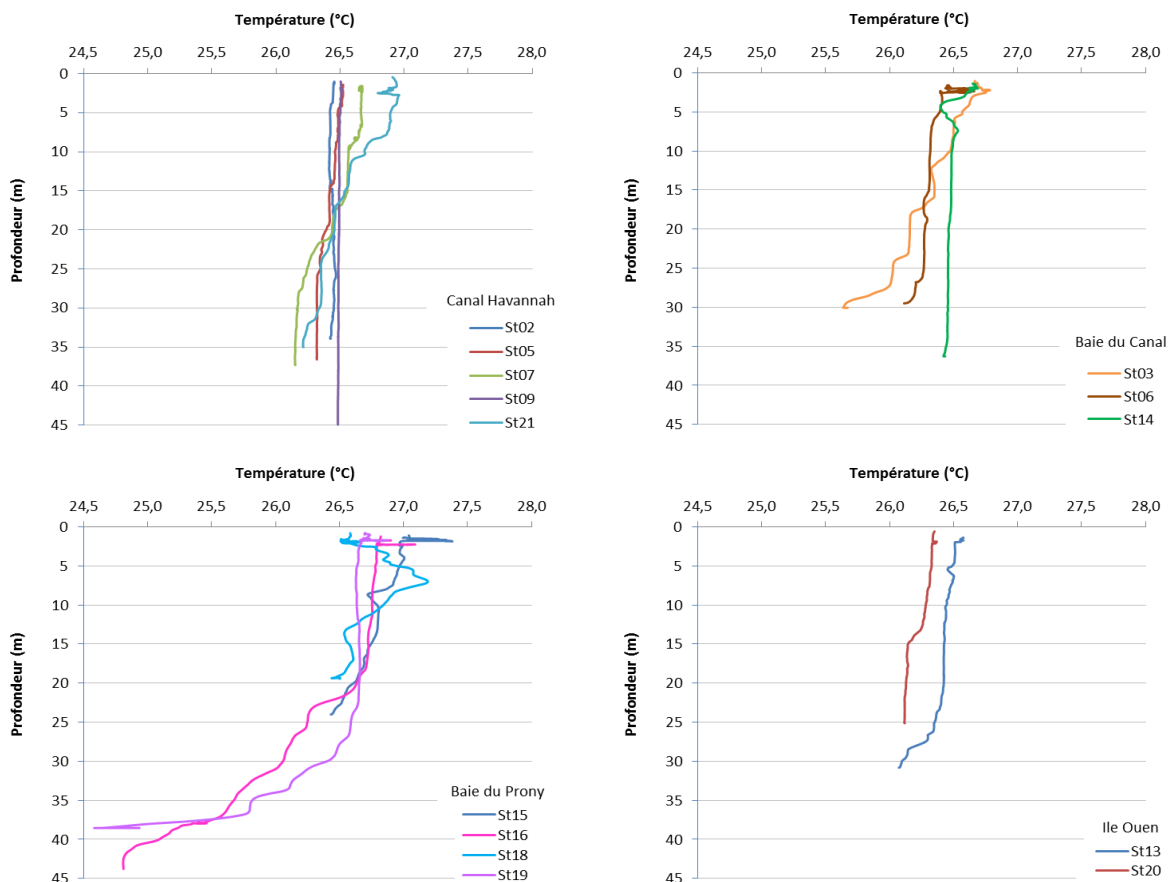 Température (°C)
24,5 25,0 25,5 26,0 26,5 27,0 27,5 28,0
0
5
10
15
20
25
30
35
40
45
Profondeur (m)
Canal Havannah
St02
St05
St07
St09
St21
Température (°C)
24,5 25,0 25,5 26,0 26,5 27,0 27,5 28,0
0
5
10
15
20
25
30
35
40
45
Profondeur (m)
Baie du Canal
St03
St06
St14
Température (°C)
24,5 25,0 25,5 26,0 26,5 27,0 27,5 28,0
0
5
10
15
20
25
30
35
40
45
Profondeur (m)
Baie du Prony
St15
St16
St18
St19
Température (°C)
24,5 25,0 25,5 26,0 26,5 27,0 27,5 28,0
0
5
10
15
20
25
30
35
40
45
Profondeur (m)
Ile Ouen
St13
St20